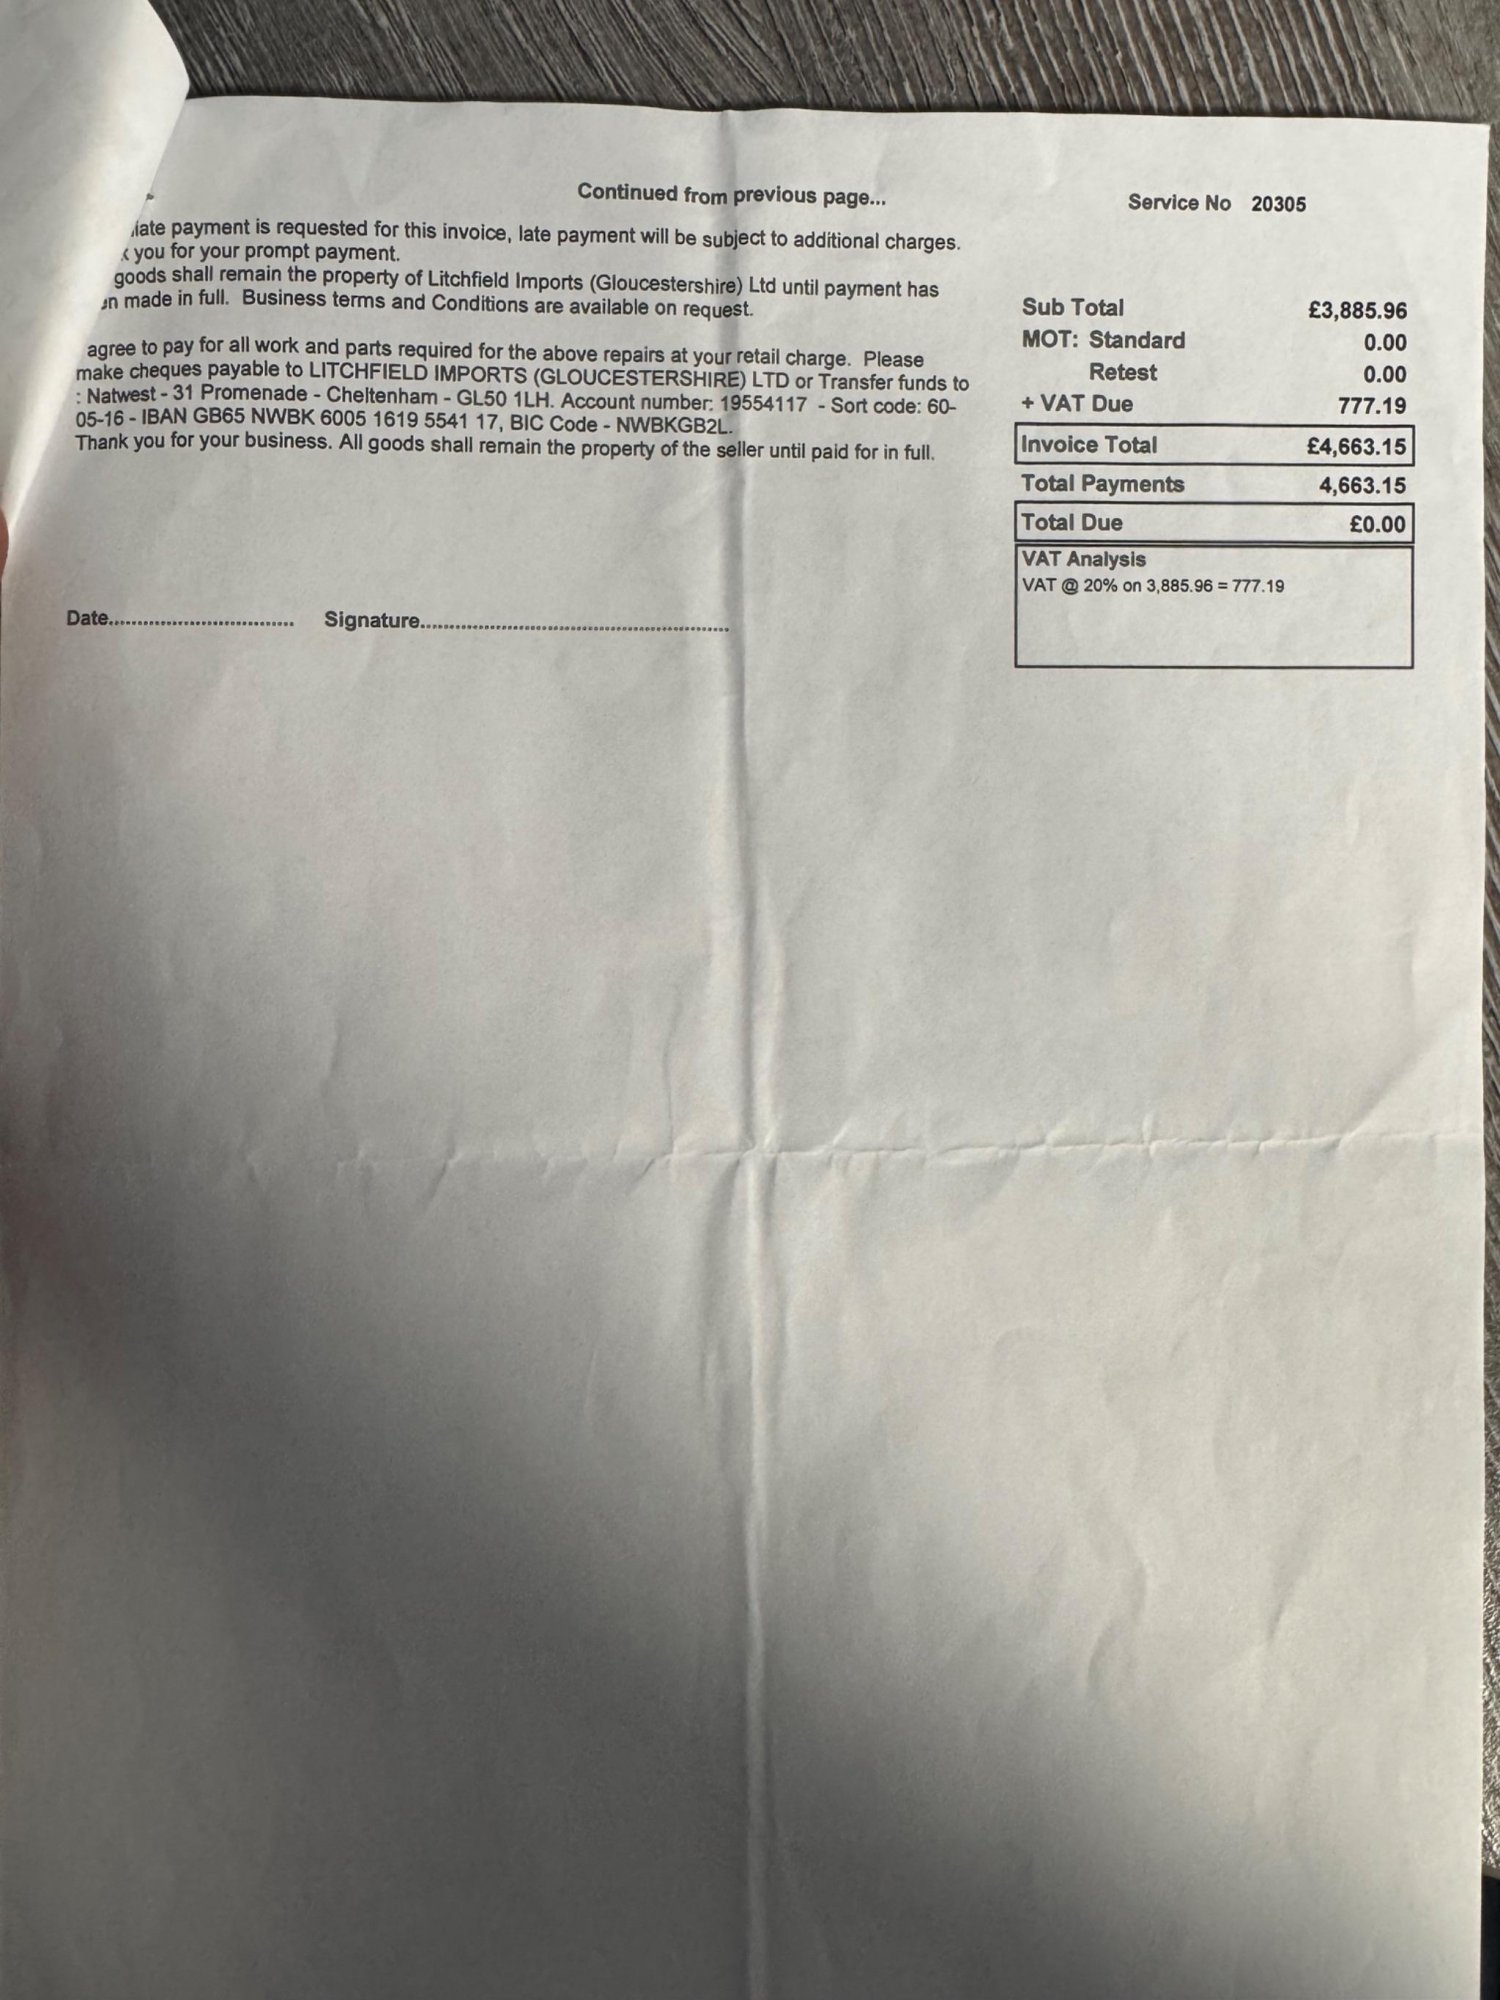 Continued from previous page...
Service No 20305
payment is requested for this invoice, late payment will be subject to additional charges.
you for your prompt payment.
goods shall remain the property of Litchfield Imports (Gloucestershire) Ltd until payment has
made in full. Business terms and Conditions are available on request.
agree to pay for all work and parts required for the above repairs at your retail charge. Please
make cheques payable to LITCHFIELD IMPORTS (GLOUCESTERSHIRE) LTD or Transfer funds to
: Natwest - 31 Promenade - Cheltenham - GL50 1LH. Account number: 19554117 - Sort code: 60-
05-16 - IBAN GB65 NWBK 6005 1619 5541 17, BIC Code - NWBKGB2L.
Thank you for your business. All goods shall remain the property of the seller until paid for in full.
Date................................ Signature.....................................................
Sub Total £3,885.96
MOT: Standard 0.00
Retest 0.00
+ VAT Due 777.19
Invoice Total £4,663.15
Total Payments 4,663.15
Total Due £0.00
VAT Analysis
VAT @ 20% on 3,885.96 = 777.19